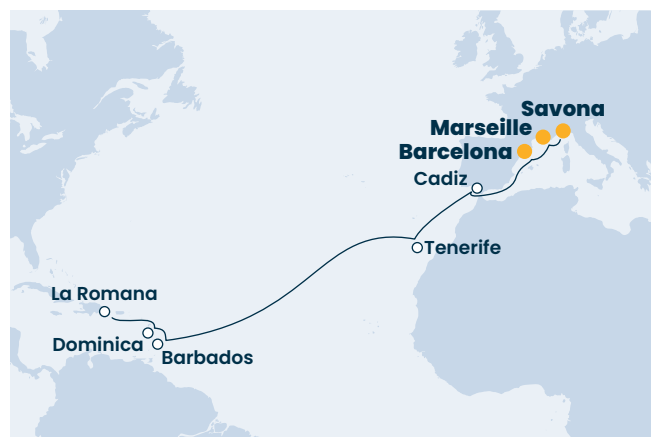 Savona
Marseille
Barcelona
Cadiz
Tenerife
La Romana
Dominica
Barbados